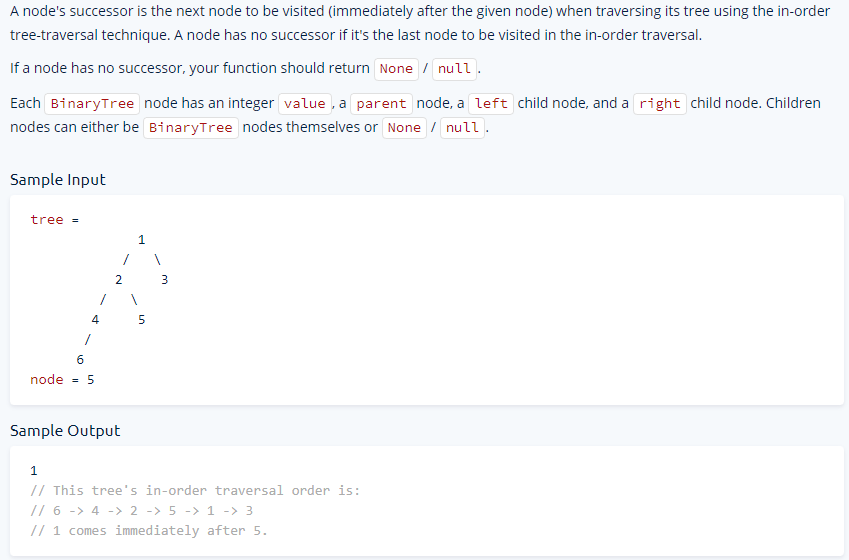 A node's successor is the next node to be visited (immediately after the given node) when traversing its tree using the in-order
tree-traversal technique. A node has no successor if it's the last node to be visited in the in-order traversal.
If a node has no successor, your function should return None / null .
Each BinaryTree node has an integer value , a parent node, a left child node, and a right child node. Children
nodes can either be BinaryTree nodes themselves or None / null .
Sample Input
tree =
              1
            /   \
           2     3
         /   \
        4     5
       /
      6
node = 5
Sample Output
1
// This tree's in-order traversal order is:
// 6 -> 4 -> 2 -> 5 -> 1 -> 3
// 1 comes immediately after 5.